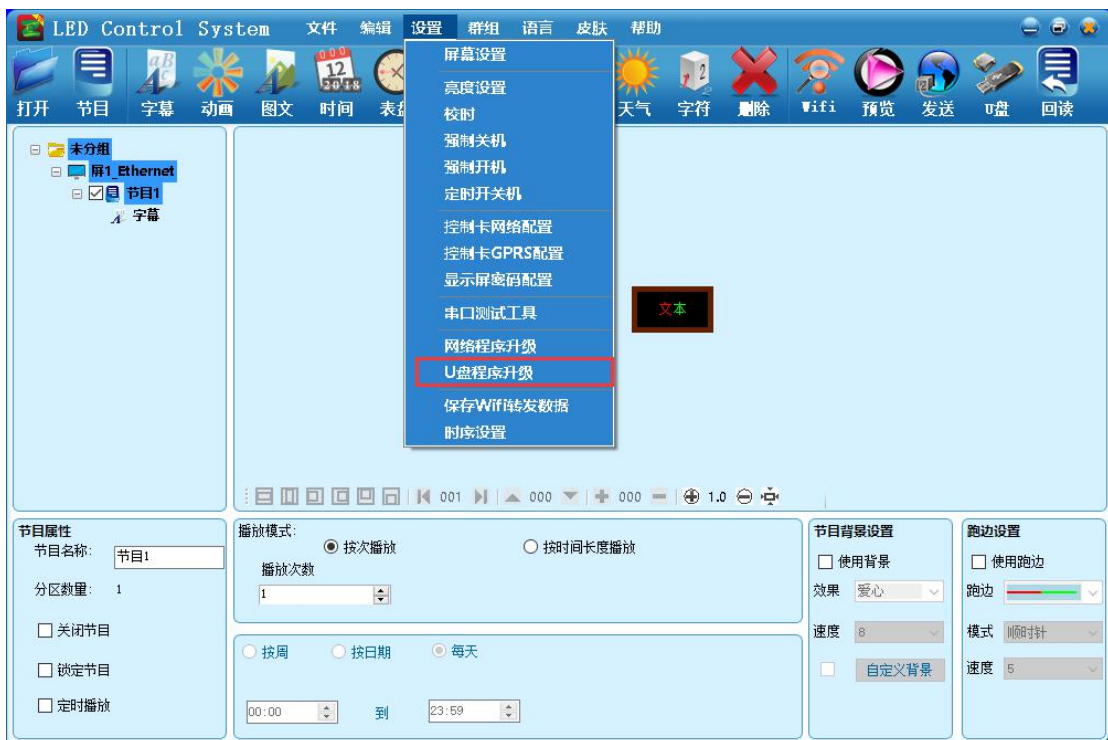 LED Control System 文件 编辑 设置 群组 语言 皮肤 帮助
打开 节目 字幕 动画 图文 时间 天气 字符 删除 Wifi 预览 发送 U盘 回读
屏幕设置
亮度设置
校时
强制关机
强制开机
定时开关机
控制卡网络配置
控制卡GPRS配置
显示屏密码配置
串口测试工具
网络程序升级
U盘程序升级
保存Wifi转发数据
时序设置
未分组
屏1_Ethernet
节目1
字幕
文本
001 000 000 1.0
节目属性
节目名称: 节目1
分区数量: 1
关闭节目
锁定节目
定时播放
播放模式:
按次播放 按时间长度播放
播放次数
1
按周 按日期 每天
00:00 到 23:59
节目背景设置
使用背景
效果 爱心
速度 8
自定义背景
跑边设置
使用跑边
跑边
模式 顺时针
速度 5